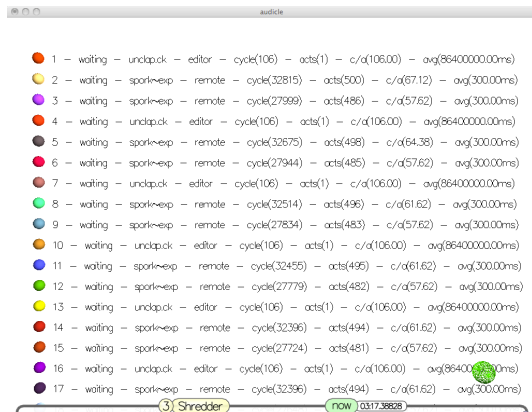 audicle
1 – waiting – unclap.ck – editor – cycle(106) – acts(1) – c/a(106.00) – avg(86400000.00ms)
2 – waiting – spork~exp – remote – cycle(32815) – acts(500) – c/a(67.12) – avg(300.00ms)
3 – waiting – spork~exp – remote – cycle(27999) – acts(486) – c/a(57.62) – avg(300.00ms)
4 – waiting – unclap.ck – editor – cycle(106) – acts(1) – c/a(106.00) – avg(86400000.00ms)
5 – waiting – spork~exp – remote – cycle(32675) – acts(498) – c/a(64.38) – avg(300.00ms)
6 – waiting – spork~exp – remote – cycle(27944) – acts(485) – c/a(57.62) – avg(300.00ms)
7 – waiting – unclap.ck – editor – cycle(106) – acts(1) – c/a(106.00) – avg(86400000.00ms)
8 – waiting – spork~exp – remote – cycle(32514) – acts(496) – c/a(61.62) – avg(300.00ms)
9 – waiting – spork~exp – remote – cycle(27834) – acts(483) – c/a(57.62) – avg(300.00ms)
10 – waiting – unclap.ck – editor – cycle(106) – acts(1) – c/a(106.00) – avg(86400000.00ms)
11 – waiting – spork~exp – remote – cycle(32455) – acts(495) – c/a(61.62) – avg(300.00ms)
12 – waiting – spork~exp – remote – cycle(27779) – acts(482) – c/a(57.62) – avg(300.00ms)
13 – waiting – unclap.ck – editor – cycle(106) – acts(1) – c/a(106.00) – avg(86400000.00ms)
14 – waiting – spork~exp – remote – cycle(32396) – acts(494) – c/a(61.62) – avg(300.00ms)
15 – waiting – spork~exp – remote – cycle(27724) – acts(481) – c/a(57.62) – avg(300.00ms)
16 – waiting – unclap.ck – editor – cycle(106) – acts(1) – c/a(106.00)
17 – waiting – spork~exp – remote – cycle(32396) – acts(494) – c/a(61.62) – avg(300.00ms)
3 Shredder now 03:17.38828